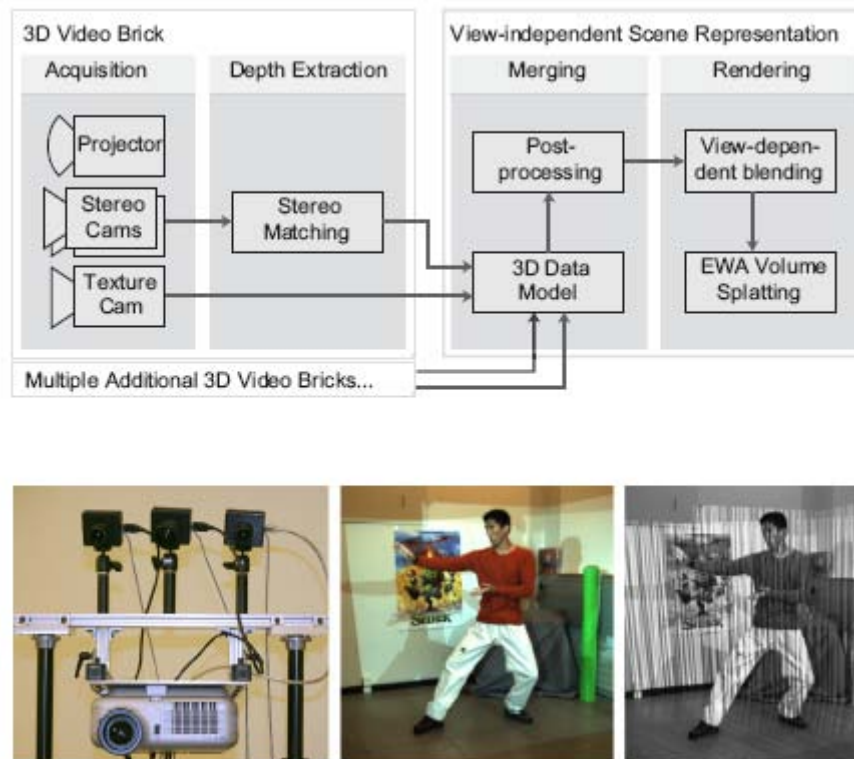 3D Video Brick
Acquisition
Depth Extraction
Projector
Stereo
Cams
Stereo
Matching
Texture
Cam
Multiple Additional 3D Video Bricks...
View-independent Scene Representation
Merging
Rendering
Post-
processing
View-depen-
dent blending
3D Data
Model
EWA Volume
Splatting